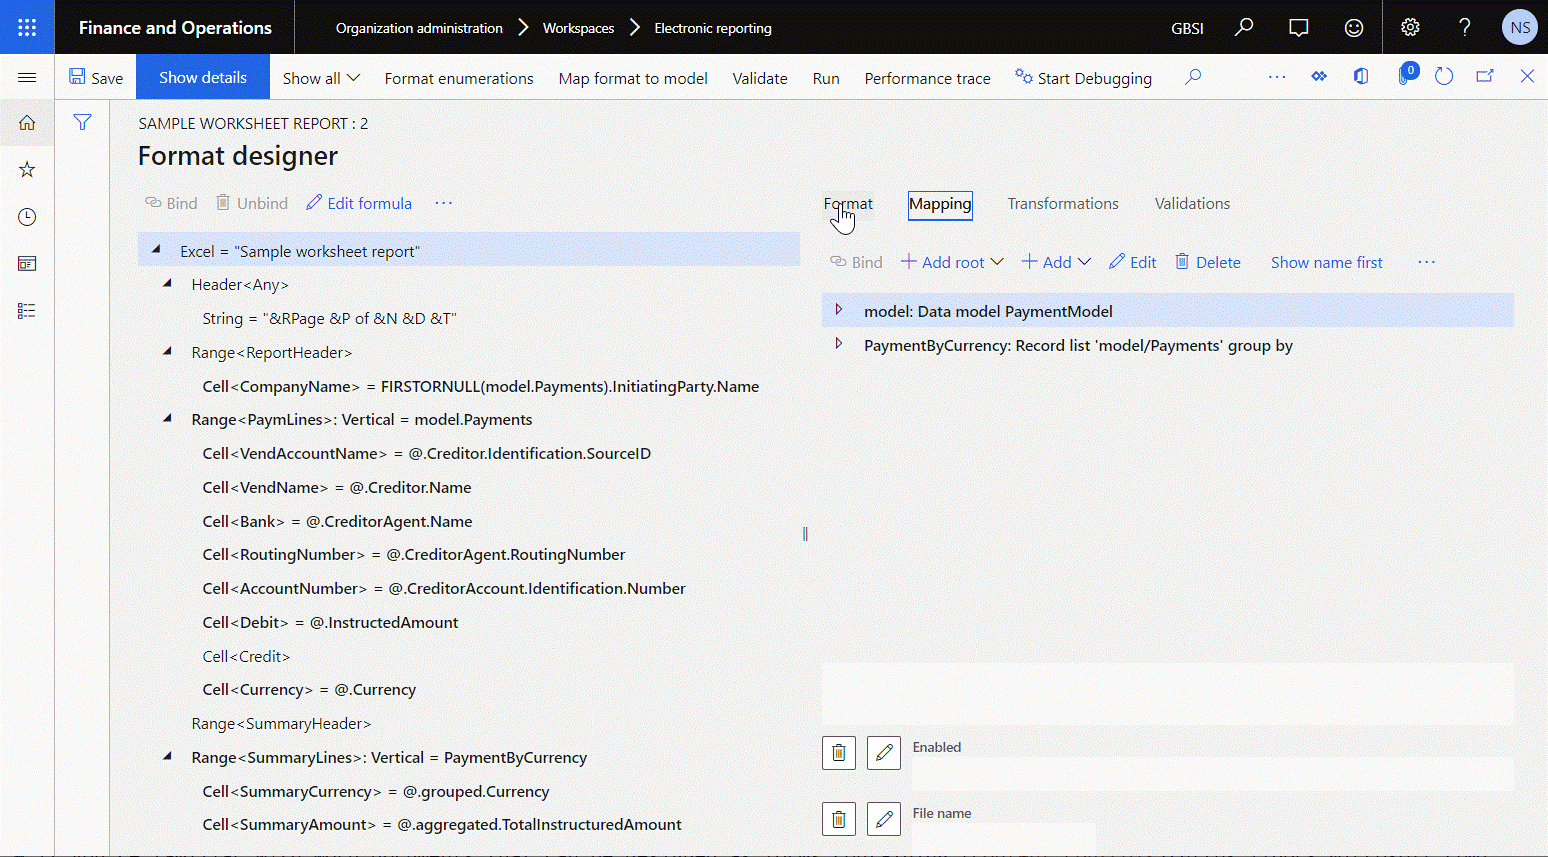 Finance and Operations
Organization administration
Workspaces
Electronic reporting
GBSI
?
NS
Save
Show details
Show all
Format enumerations
Map format to model
Validate
Run
Performance trace
Start Debugging
...
0
SAMPLE WORKSHEET REPORT : 2
Format designer
Bind
Unbind
Edit formula
...
Excel = "Sample worksheet report"
Header<Any>
String = "&RPage &P of &N &D &T"
Range<ReportHeader>
Cell<CompanyName> = FIRSTORNULL(model.Payments).InitiatingParty.Name
Range<PaymLines>: Vertical = model.Payments
Cell<VendAccountName> = @.Creditor.Identification.SourceID
Cell<VendName> = @.Creditor.Name
Cell<Bank> = @.CreditorAgent.Name
Cell<RoutingNumber> = @.CreditorAgent.RoutingNumber
Cell<AccountNumber> = @.CreditorAccount.Identification.Number
Cell<Debit> = @.InstructedAmount
Cell<Credit>
Cell<Currency> = @.Currency
Range<SummaryHeader>
Range<SummaryLines>: Vertical = PaymentByCurrency
Cell<SummaryCurrency> = @.grouped.Currency
Cell<SummaryAmount> = @.aggregated.TotalInstructuredAmount
Format
Mapping
Transformations
Validations
Bind
Add root
Add
Edit
Delete
Show name first
...
model: Data model PaymentModel
PaymentByCurrency: Record list 'model/Payments' group by
Enabled
File name